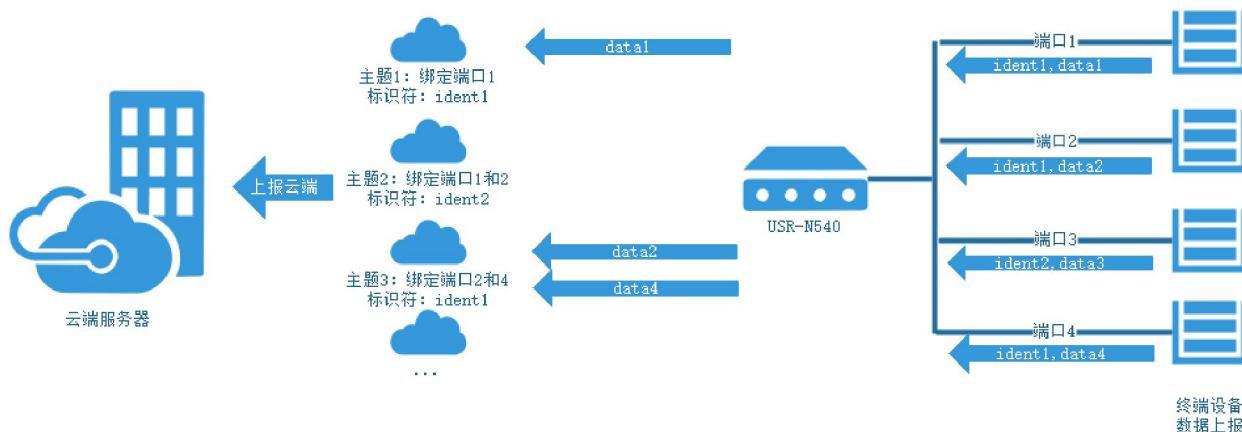 data1
主题1: 绑定端口1
标识符: ident1
主题2: 绑定端口1和2
标识符: ident2
上报云端
data2
主题3: 绑定端口2和4
标识符: ident1
data4
...
云端服务器
USR-N540
端口1
ident1,data1
端口2
ident1,data2
端口3
ident2,data3
端口4
ident1,data4
终端设备
数据上报